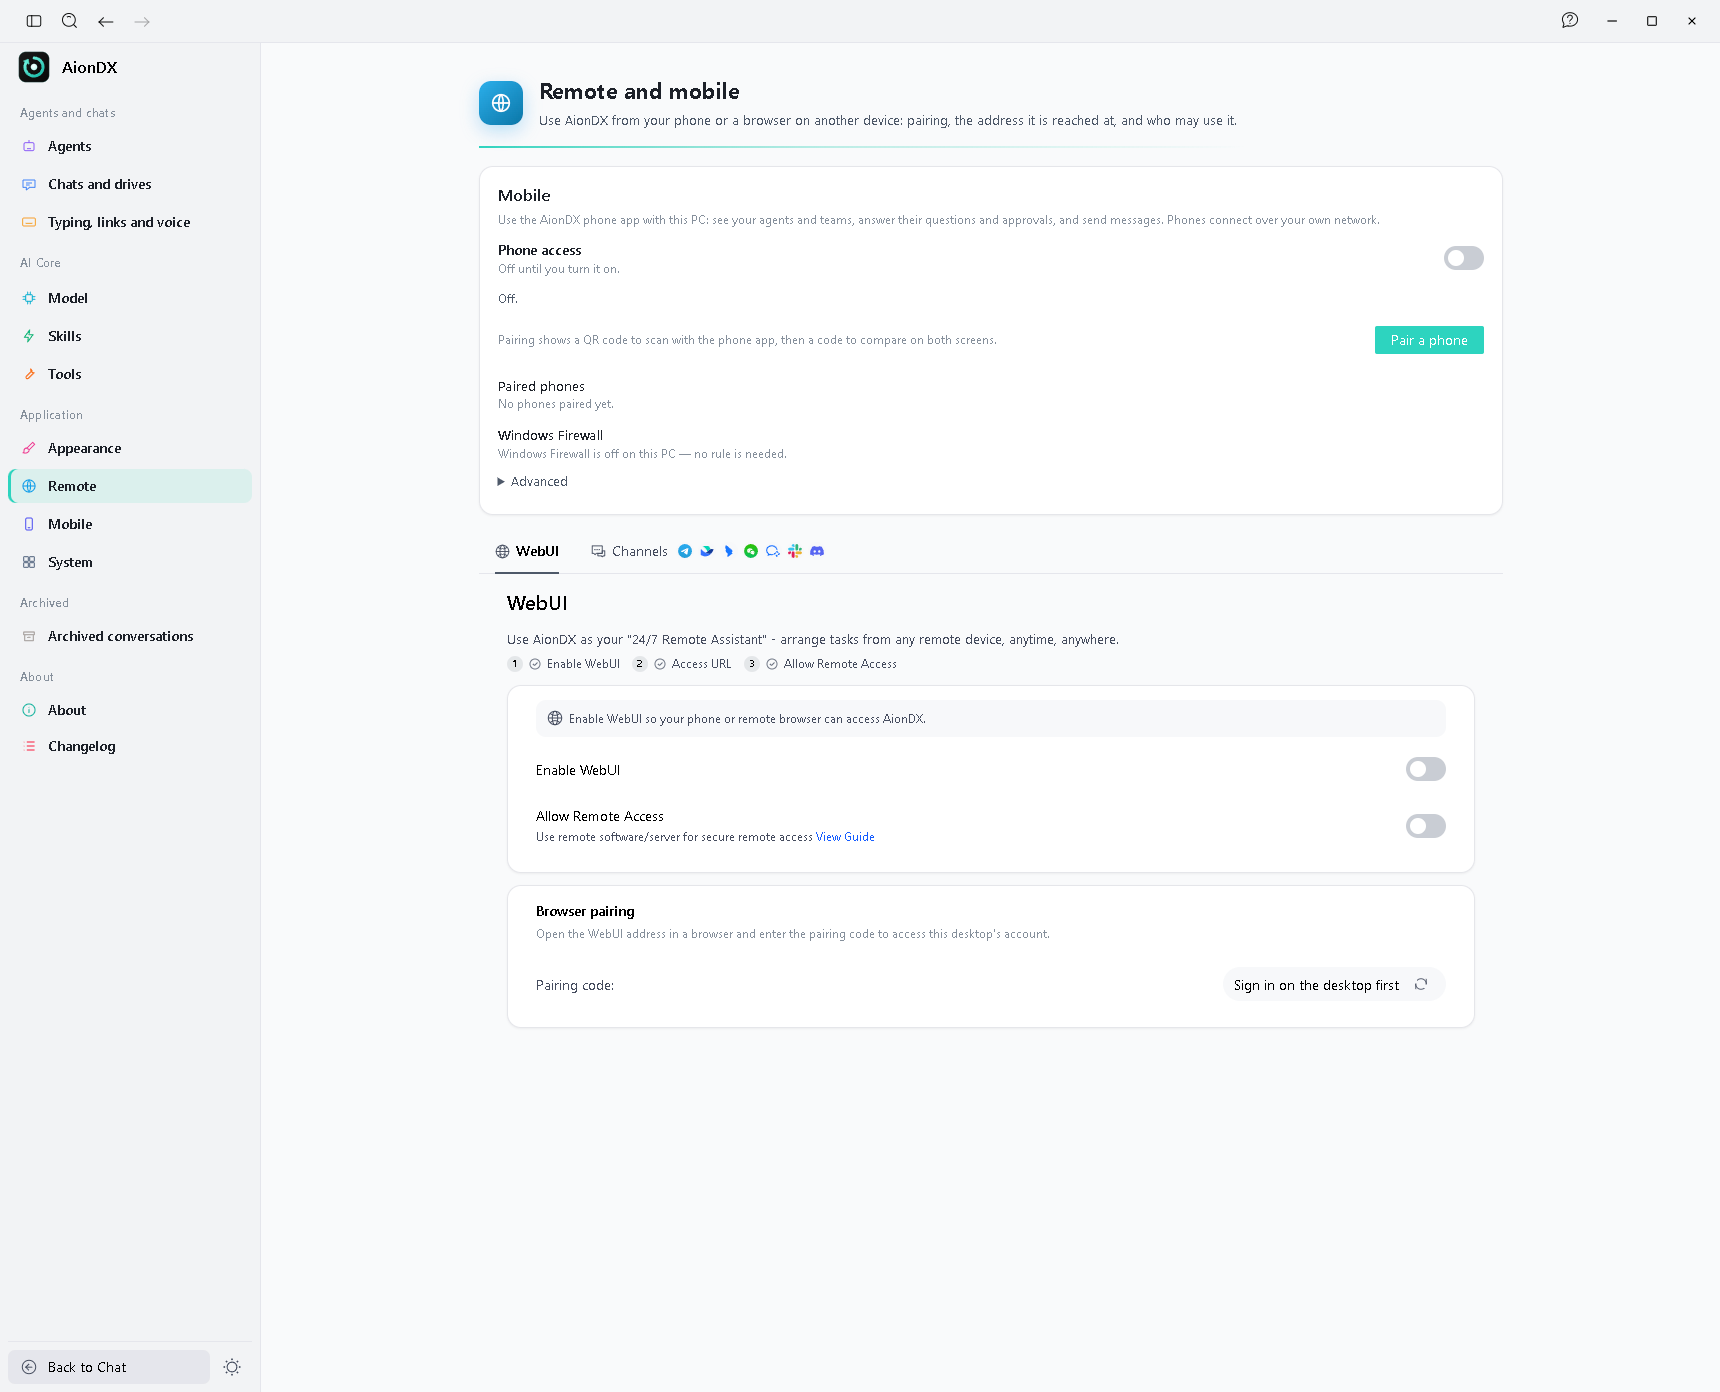 AionDX
Agents and chats
Agents
Chats and drives
Typing, links and voice
AI Core
Model
Skills
Tools
Application
Appearance
Remote
Mobile
System
Archived
Archived conversations
About
About
Changelog
Back to Chat
Remote and mobile
Use AionDX from your phone or a browser on another device: pairing, the address it is reached at, and who may use it.
Mobile
Use the AionDX phone app with this PC: see your agents and teams, answer their questions and approvals, and send messages. Phones connect over your own network.
Phone access
Off until you turn it on.
Off.
Pairing shows a QR code to scan with the phone app, then a code to compare on both screens.
Pair a phone
Paired phones
No phones paired yet.
Windows Firewall
Windows Firewall is off on this PC — no rule is needed.
Advanced
WebUI
Channels
WebUI
Use AionDX as your "24/7 Remote Assistant" - arrange tasks from any remote device, anytime, anywhere.
1 Enable WebUI 2 Access URL 3 Allow Remote Access
Enable WebUI so your phone or remote browser can access AionDX.
Enable WebUI
Allow Remote Access
Use remote software/server for secure remote access View Guide
Browser pairing
Open the WebUI address in a browser and enter the pairing code to access this desktop's account.
Pairing code:
Sign in on the desktop first